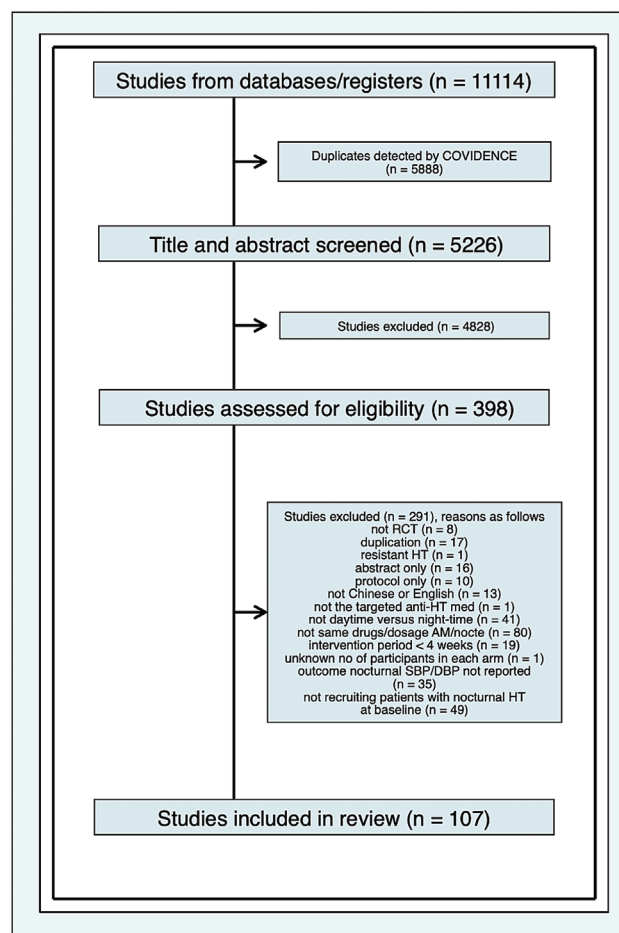 Studies from databases/registers (n = 11114)
Duplicates detected by COVIDENCE
(n = 5888)
Title and abstract screened (n = 5226)
Studies excluded (n = 4828)
Studies assessed for eligibility (n = 398)
Studies excluded (n = 291), reasons as follows
not RCT (n = 8)
duplication (n = 17)
resistant HT (n = 1)
abstract only (n = 16)
protocol only (n = 10)
not Chinese or English (n = 13)
not the targeted anti-HT med (n = 1)
not daytime versus night-time (n = 41)
not same drugs/dosage AM/nocte (n = 80)
intervention period < 4 weeks (n = 19)
unknown no of participants in each arm (n = 1)
outcome nocturnal SBP/DBP not reported
(n = 35)
not recruiting patients with nocturnal HT
at baseline (n = 49)
Studies included in review (n = 107)